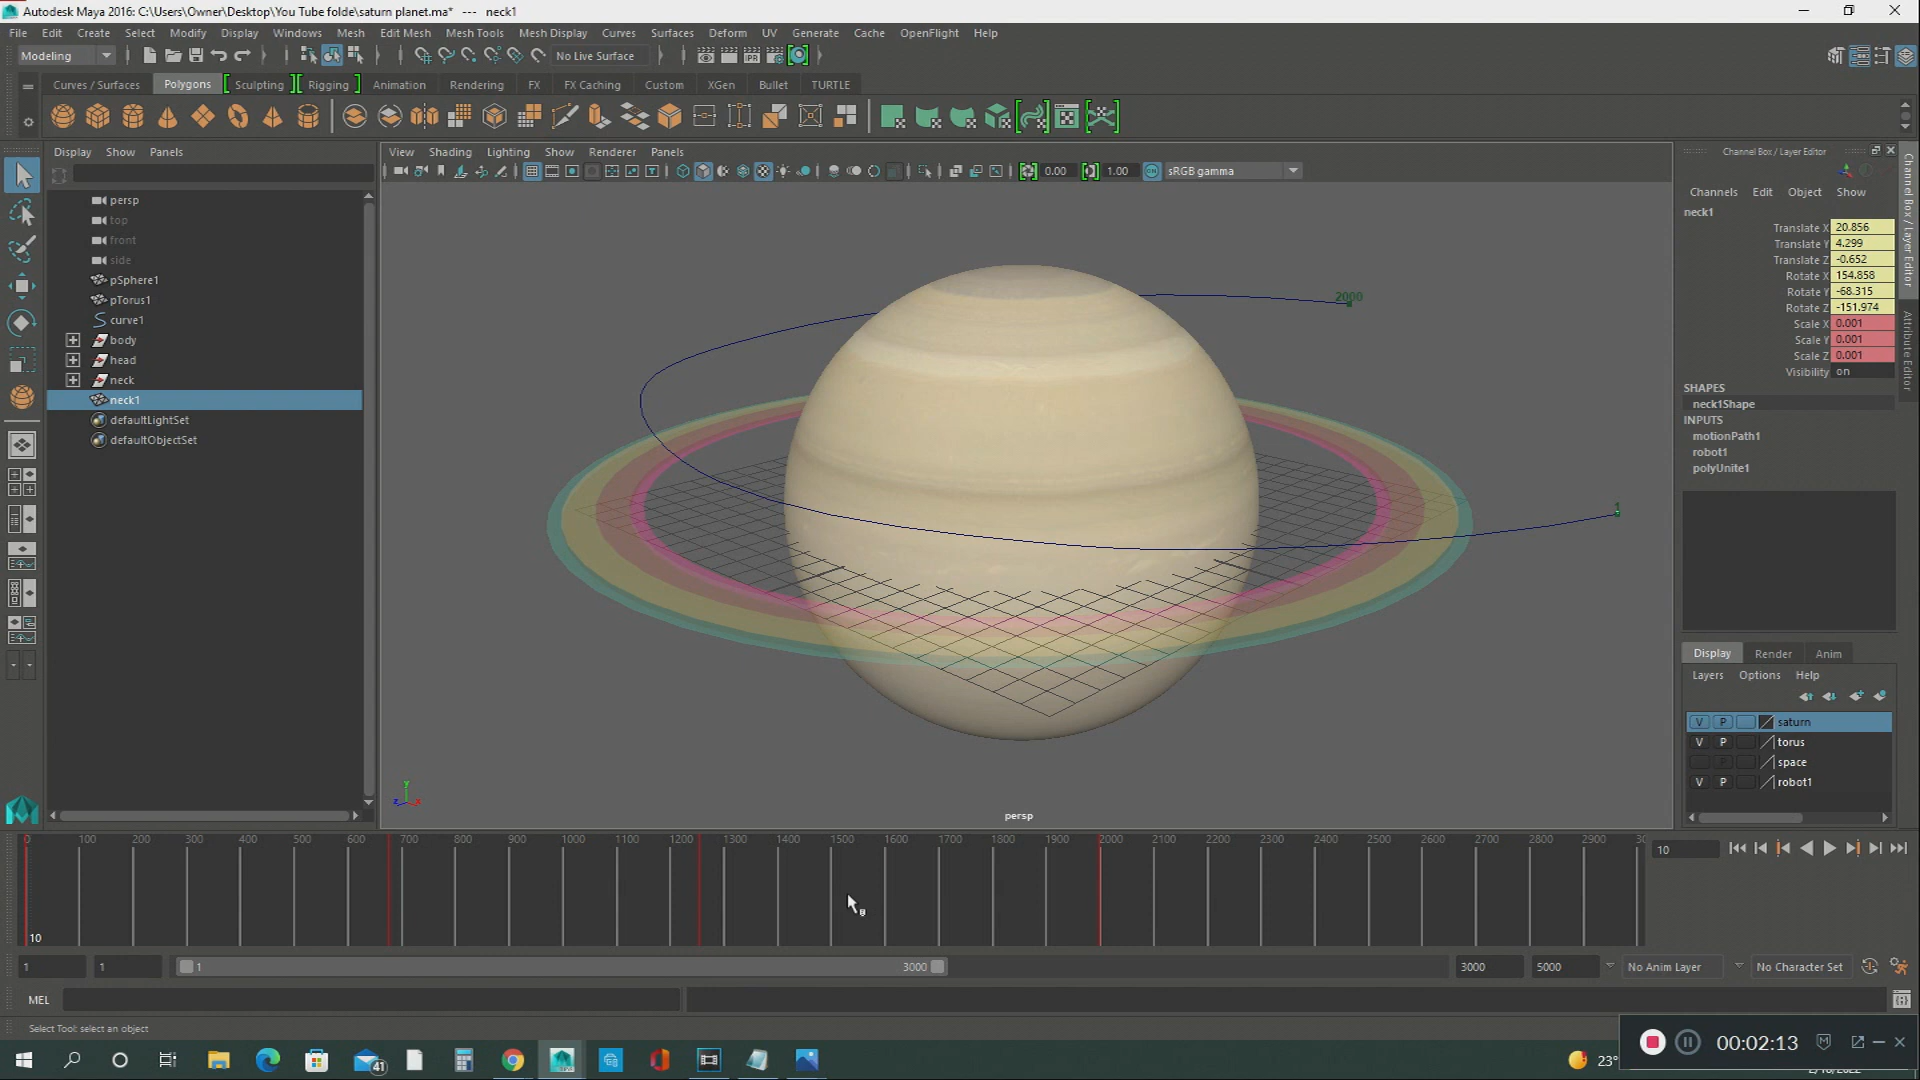 Autodesk Maya 2016: C:\Users\Owner\Desktop\You Tube folde\saturn planet.ma* --- neck1
File Edit Create Select Modify Display Windows Mesh Edit Mesh Mesh Tools Mesh Display Curves Surfaces Deform UV Generate Cache OpenFlight Help
Modeling No Live Surface
Curves / Surfaces Polygons Sculpting Rigging Animation Rendering FX FX Caching Custom XGen Bullet TURTLE
Display Show Panels
View Shading Lighting Show Renderer Panels
0.00 1.00 sRGB gamma
persp
top
front
side
pSphere1
pTorus1
curve1
body
head
neck
neck1
defaultLightSet
defaultObjectSet
2000
1
persp
Channel Box / Layer Editor
Channels Edit Object Show
neck1
Translate X 20.856
Translate Y 4.299
Translate Z -0.652
Rotate X 154.858
Rotate Y -68.315
Rotate Z -151.974
Scale X 0.001
Scale Y 0.001
Scale Z 0.001
Visibility on
SHAPES
neck1Shape
INPUTS
motionPath1
robot1
polyUnite1
Channel Box / Layer Editor
Attribute Editor
Display Render Anim
Layers Options Help
V P saturn
V P torus
P space
V P robot1
0 100 200 300 400 500 600 700 800 900 1000 1100 1200 1300 1400 1500 1600 1700 1800 1900 2000 2100 2200 2300 2400 2500 2600 2700 2800 2900
10
10
1 1 1 3000 3000 5000 No Anim Layer No Character Set
MEL
Select Tool: select an object
41
23°
00:02:13